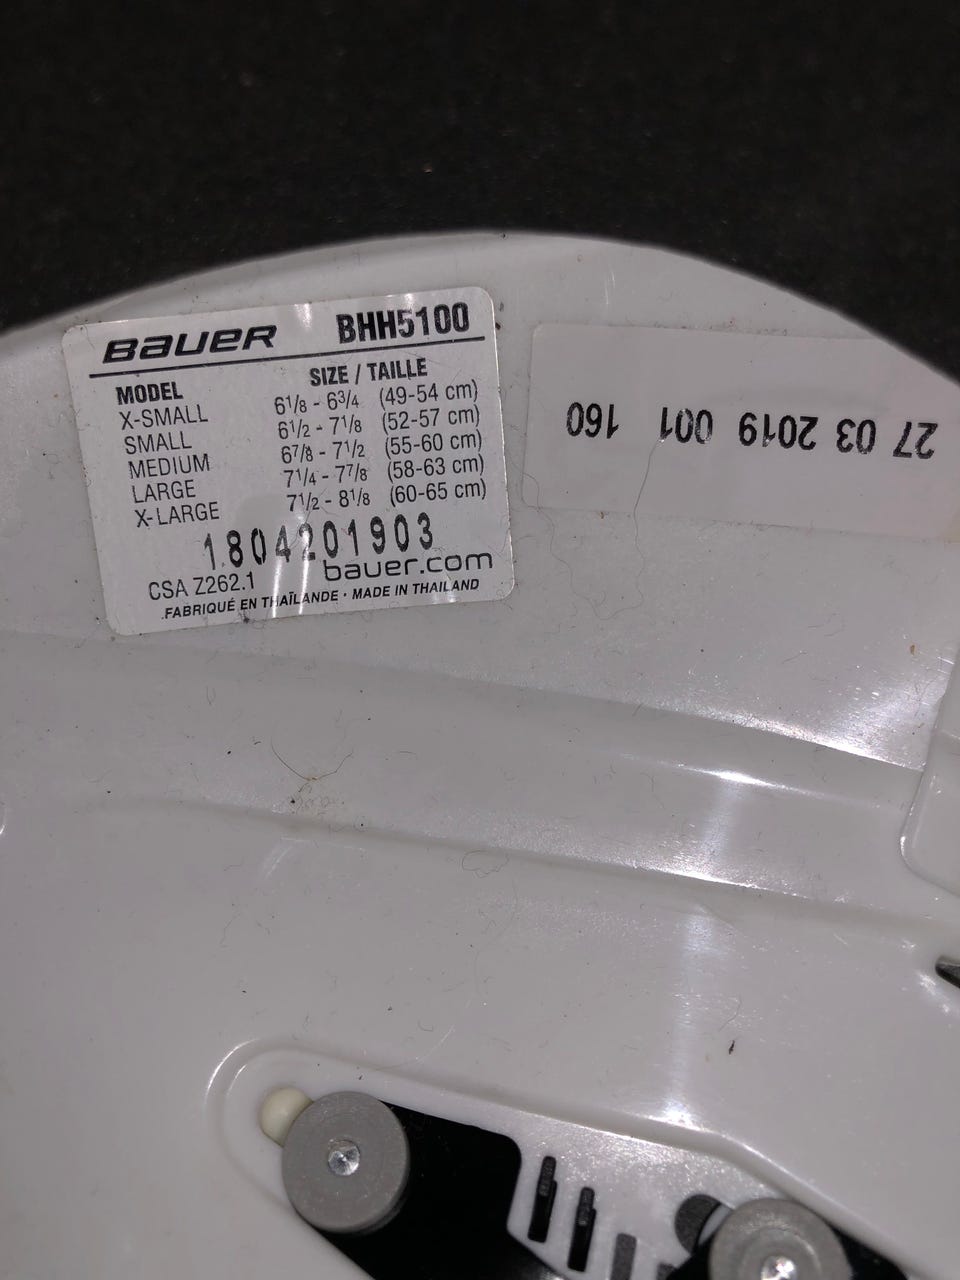 BAUER BHH5100
MODEL SIZE / TAILLE
X-SMALL 6 1/8 - 6 3/4 (49-54 cm)
SMALL 6 1/2 - 7 1/8 (52-57 cm)
MEDIUM 6 7/8 - 7 1/2 (55-60 cm)
LARGE 7 1/4 - 7 7/8 (58-63 cm)
X-LARGE 7 1/2 - 8 1/8 (60-65 cm)
1804201903
CSA Z262.1 bauer.com
FABRIQUÉ EN THAÏLANDE · MADE IN THAILAND
27 03 2019 001 160